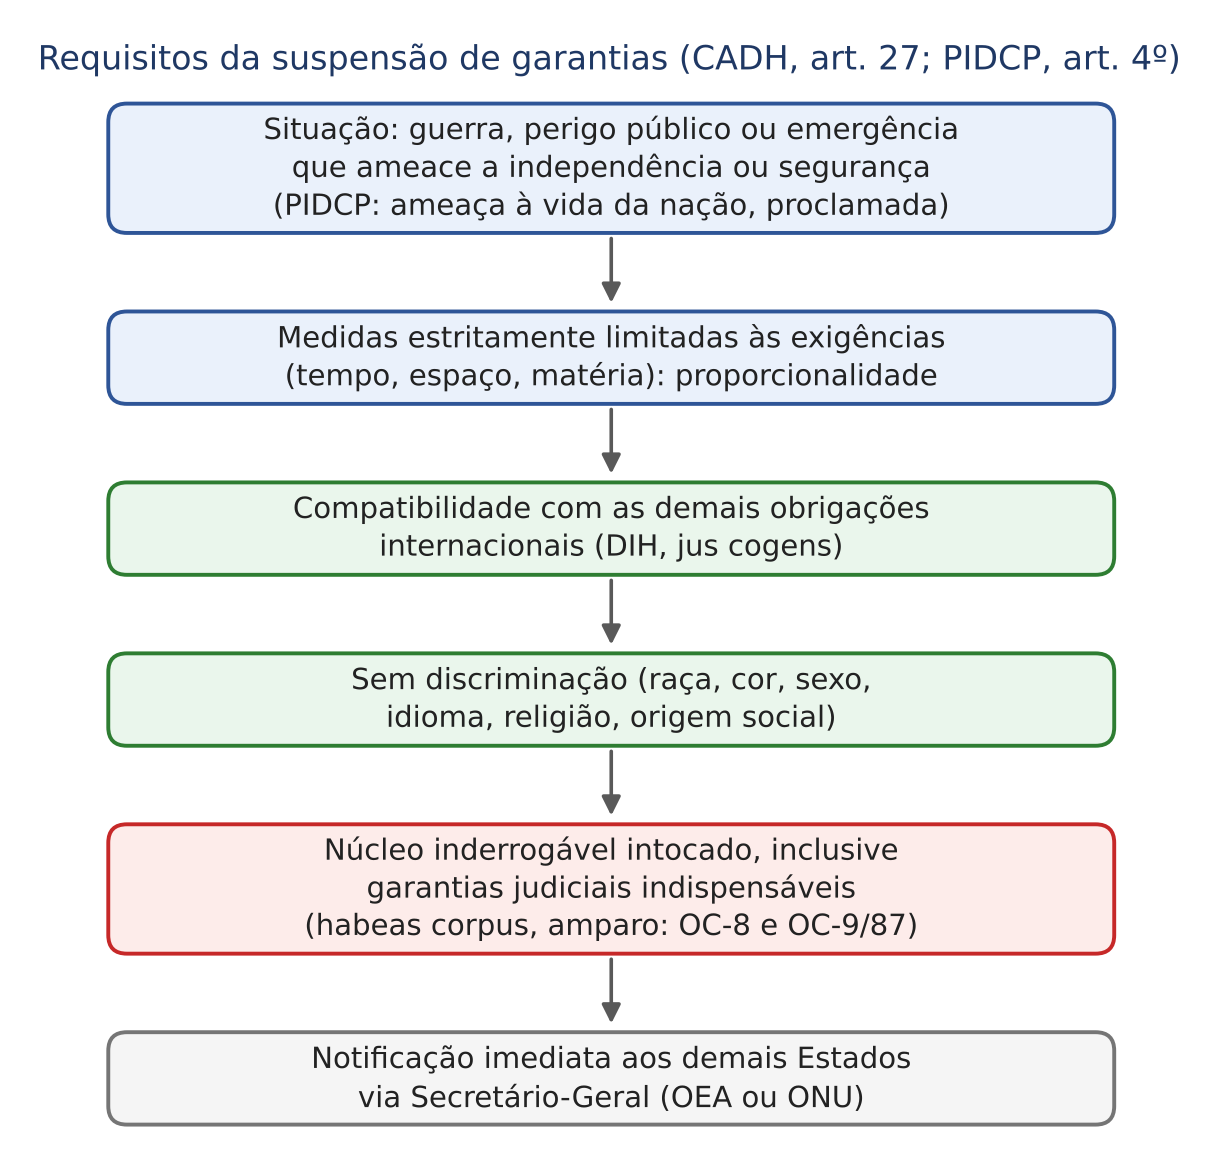 Requisitos da suspensão de garantias (CADH, art. 27; PIDCP, art. 4º)
Situação: guerra, perigo público ou emergência
que ameace a independência ou segurança
(PIDCP: ameaça à vida da nação, proclamada)
Medidas estritamente limitadas às exigências
(tempo, espaço, matéria): proporcionalidade
Compatibilidade com as demais obrigações
internacionais (DIH, jus cogens)
Sem discriminação (raça, cor, sexo,
idioma, religião, origem social)
Núcleo inderrogável intocado, inclusive
garantias judiciais indispensáveis
(habeas corpus, amparo: OC-8 e OC-9/87)
Notificação imediata aos demais Estados
via Secretário-Geral (OEA ou ONU)